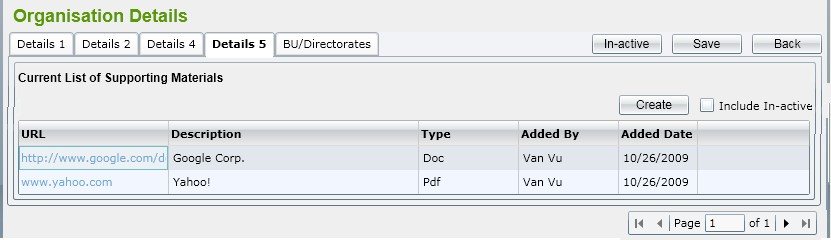 Organisation Details
Details 1 Details 2 Details 4 Details 5 BU/Directorates In-active Save Back
Current List of Supporting Materials
Create Include In-active
URL Description Type Added By Added Date
http://www.google.com/d Google Corp. Doc Van Vu 10/26/2009
www.yahoo.com Yahoo! Pdf Van Vu 10/26/2009
Page 1 of 1